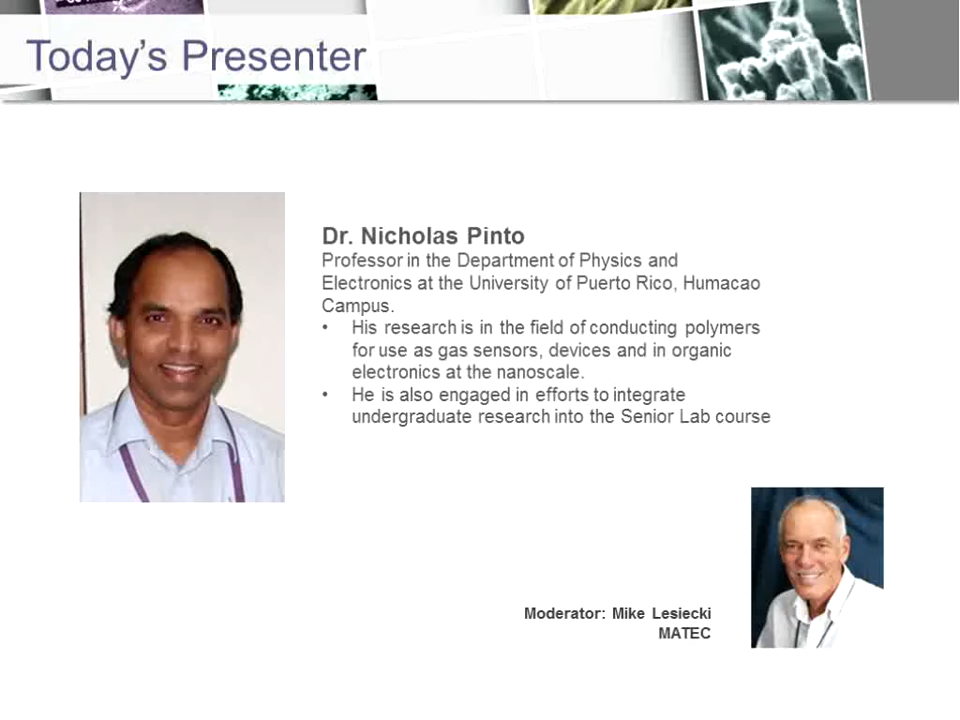 Today’s Presenter
Dr. Nicholas Pinto
Professor in the Department of Physics and
Electronics at the University of Puerto Rico, Humacao
Campus.
• His research is in the field of conducting polymers
for use as gas sensors, devices and in organic
electronics at the nanoscale.
• He is also engaged in efforts to integrate
undergraduate research into the Senior Lab course
Moderator: Mike Lesiecki
MATEC